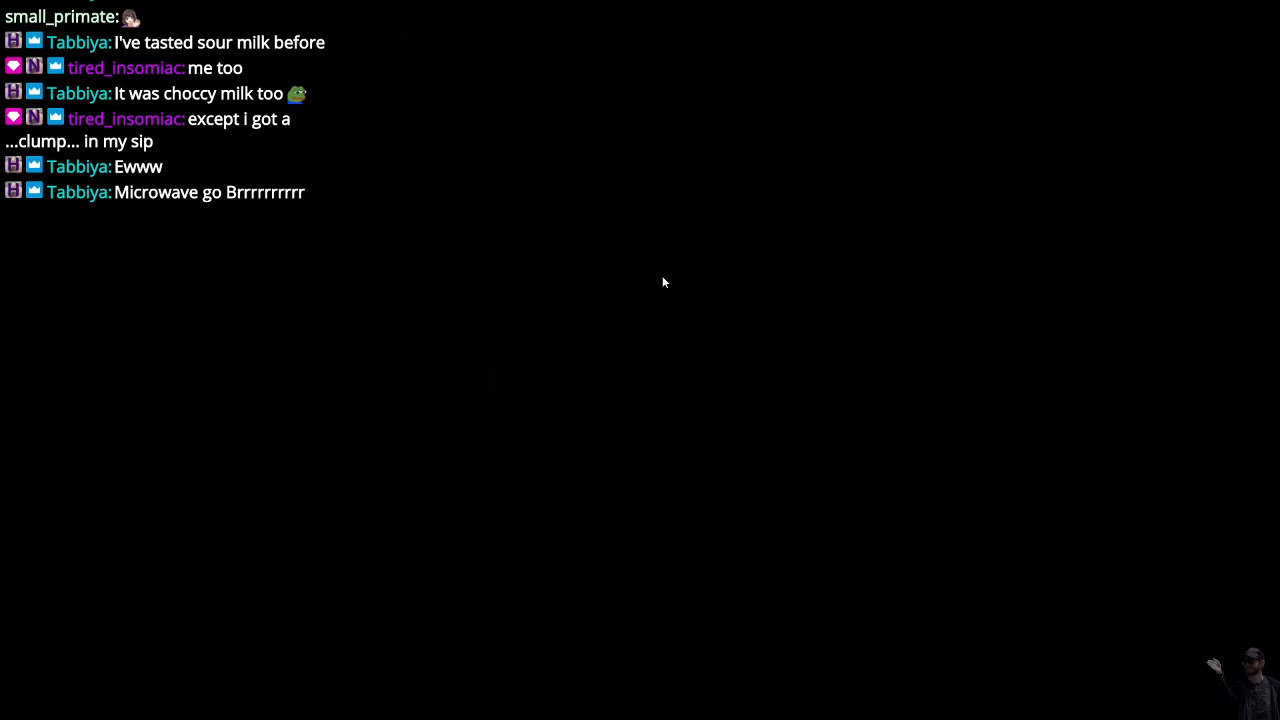 small_primate:
Tabbiya: I've tasted sour milk before
tired_insomiac: me too
Tabbiya: It was choccy milk too
tired_insomiac: except i got a
...clump... in my sip
Tabbiya: Ewww
Tabbiya: Microwave go Brrrrrrrrrr